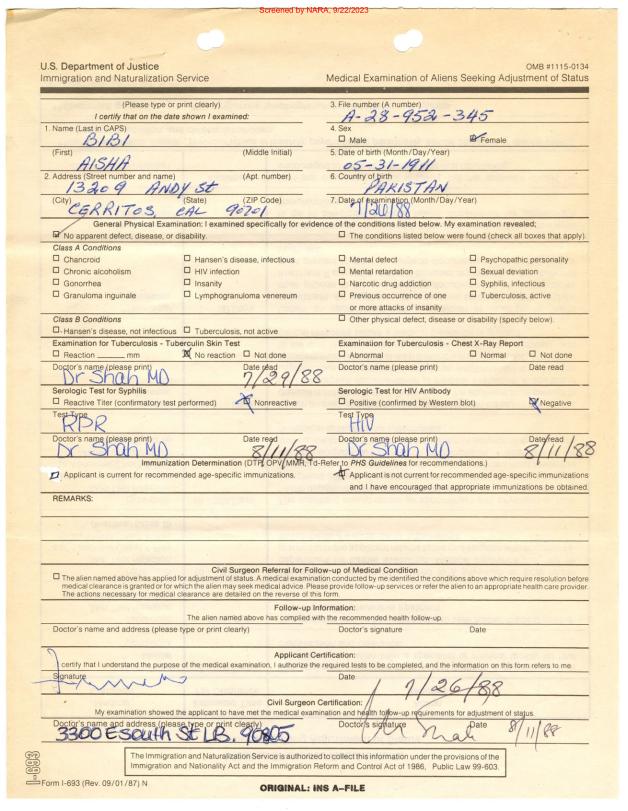 Screened by NARA, 9/22/2023
U.S. Department of Justice
Immigration and Naturalization Service
OMB #1115-0134
Medical Examination of Aliens Seeking Adjustment of Status
(Please type or print clearly)
I certify that on the date shown I examined:
3. File number (A number)
A-28-952-345
1. Name (Last in CAPS)
BIBI
4. Sex
Male Female
(First) (Middle Initial)
AISHA
5. Date of birth (Month/Day/Year)
05-31-1911
2. Address (Street number and name) (Apt. number)
13209 ANDY St
6. Country of birth
PAKISTAN
(City) (State) (ZIP Code)
CERRITOS, CAL 90701
7. Date of examination (Month/Day/Year)
7/26/88
General Physical Examination: I examined specifically for evidence of the conditions listed below. My examination revealed;
No apparent defect, disease, or disability. The conditions listed below were found (check all boxes that apply).
Class A Conditions
Chancroid Hansen's disease, infectious Mental defect Psychopathic personality
Chronic alcoholism HIV infection Mental retardation Sexual deviation
Gonorrhea Insanity Narcotic drug addiction Syphilis, infectious
Granuloma inguinale Lymphogranuloma venereum Previous occurrence of one or more attacks of insanity Tuberculosis, active
Class B Conditions
Other physical defect, disease or disability (specify below).
Hansen's disease, not infectious Tuberculosis, not active
Examination for Tuberculosis - Tuberculin Skin Test
Reaction ______ mm No reaction Not done
Doctor's name (please print) Date read
Dr Shah MD 7/29/88
Examination for Tuberculosis - Chest X-Ray Report
Abnormal Normal Not done
Doctor's name (please print) Date read
Serologic Test for Syphilis
Reactive Titer (confirmatory test performed) Nonreactive
Test Type
RPR
Doctor's name (please print) Date read
Dr Shah MD 8/11/88
Serologic Test for HIV Antibody
Positive (confirmed by Western blot) Negative
Test Type
HIV
Doctor's name (please print) Date read
Dr Shah MD 8/11/88
Immunization Determination (DTP, OPV, MMR, Td-Refer to PHS Guidelines for recommendations.)
Applicant is current for recommended age-specific immunizations.
Applicant is not current for recommended age-specific immunizations
and I have encouraged that appropriate immunizations be obtained.
REMARKS:
Civil Surgeon Referral for Follow-up of Medical Condition
The alien named above has applied for adjustment of status. A medical examination conducted by me identified the conditions above which require resolution before
medical clearance is granted or for which the alien may seek medical advice. Please provide follow-up services or refer the alien to an appropriate health care provider.
The actions necessary for medical clearance are detailed on the reverse of this form.
Follow-up Information:
The alien named above has complied with the recommended health follow-up.
Doctor's name and address (please type or print clearly) Doctor's signature Date
Applicant Certification:
I certify that I understand the purpose of the medical examination, I authorize the required tests to be completed, and the information on this form refers to me.
Signature Date
7/26/88
Civil Surgeon Certification:
My examination showed the applicant to have met the medical examination and health follow-up requirements for adjustment of status.
Doctor's name and address (please type or print clearly) Doctor's signature Date
3300 E south St LB. 90805 Shah 8/11/88
The Immigration and Naturalization Service is authorized to collect this information under the provisions of the
Immigration and Nationality Act and the Immigration Reform and Control Act of 1986, Public Law 99-603.
Form I-693 (Rev. 09/01/87) N
ORIGINAL: INS A-FILE